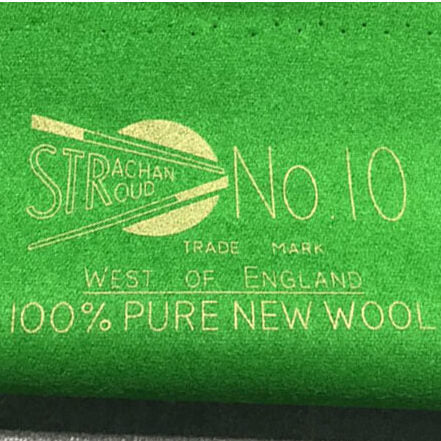 STRACHAN
STROUD
No.10
TRADE MARK
WEST OF ENGLAND
100% PURE NEW WOOL